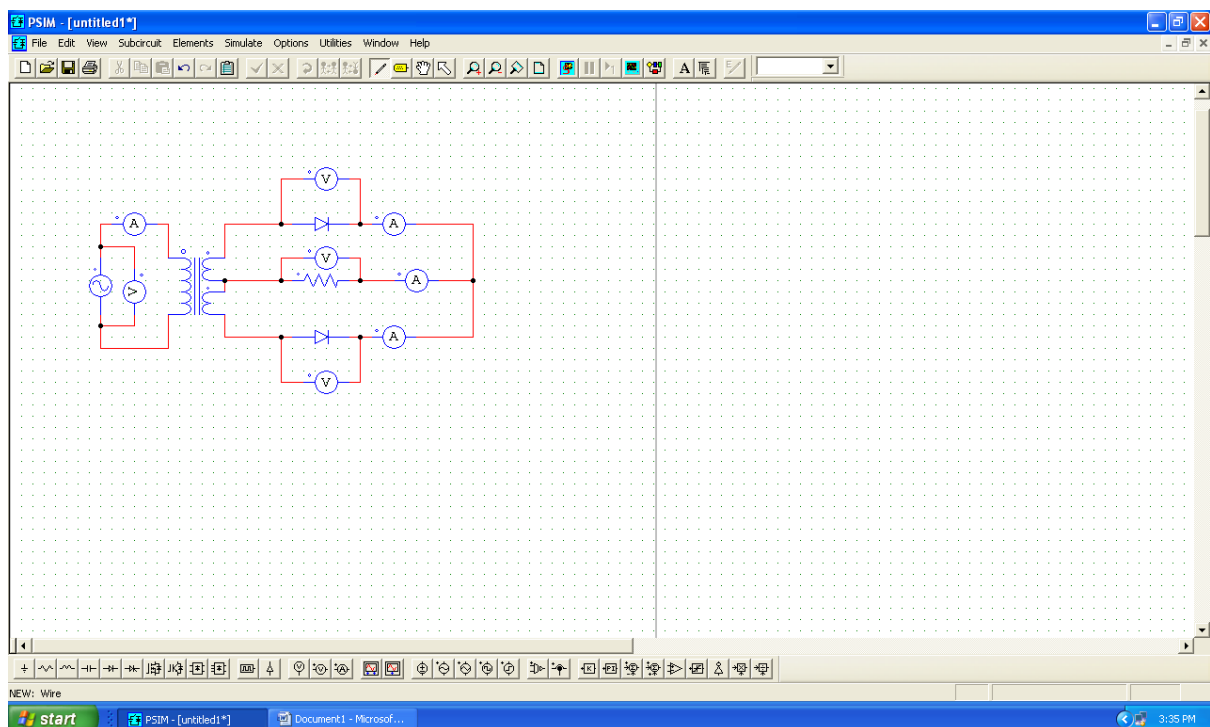 PSIM - [untitled1*]
File Edit View Subcircuit Elements Simulate Options Utilities Window Help
A
V
A A
V
V A
A
V
NEW: Wire
start PSIM - [untitled1*] Document1 - Microsof... 3:35 PM